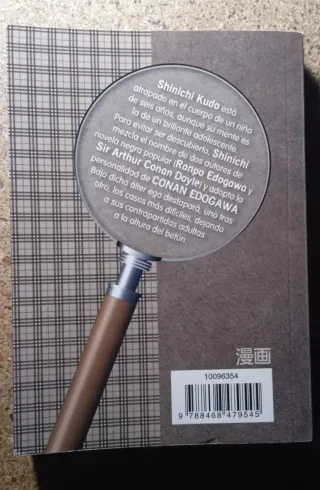 Shinichi Kudo está
atrapado en el cuerpo de un niño
de seis años, aunque su mente es
la de un brillante adolescente.
Para evitar ser descubierto, Shinichi
mezcla el nombre de dos autores de
novela negra popular (Ranpo Edogawa y
Sir Arthur Conan Doyle) y adopta la
personalidad de CONAN EDOGAWA.
Bajo dicho álter ego destapará, uno tras
otro, los casos más difíciles, dejando
a sus contrapartidas adultas
a la altura del betún.
漫画
10096354
9 788468 479545